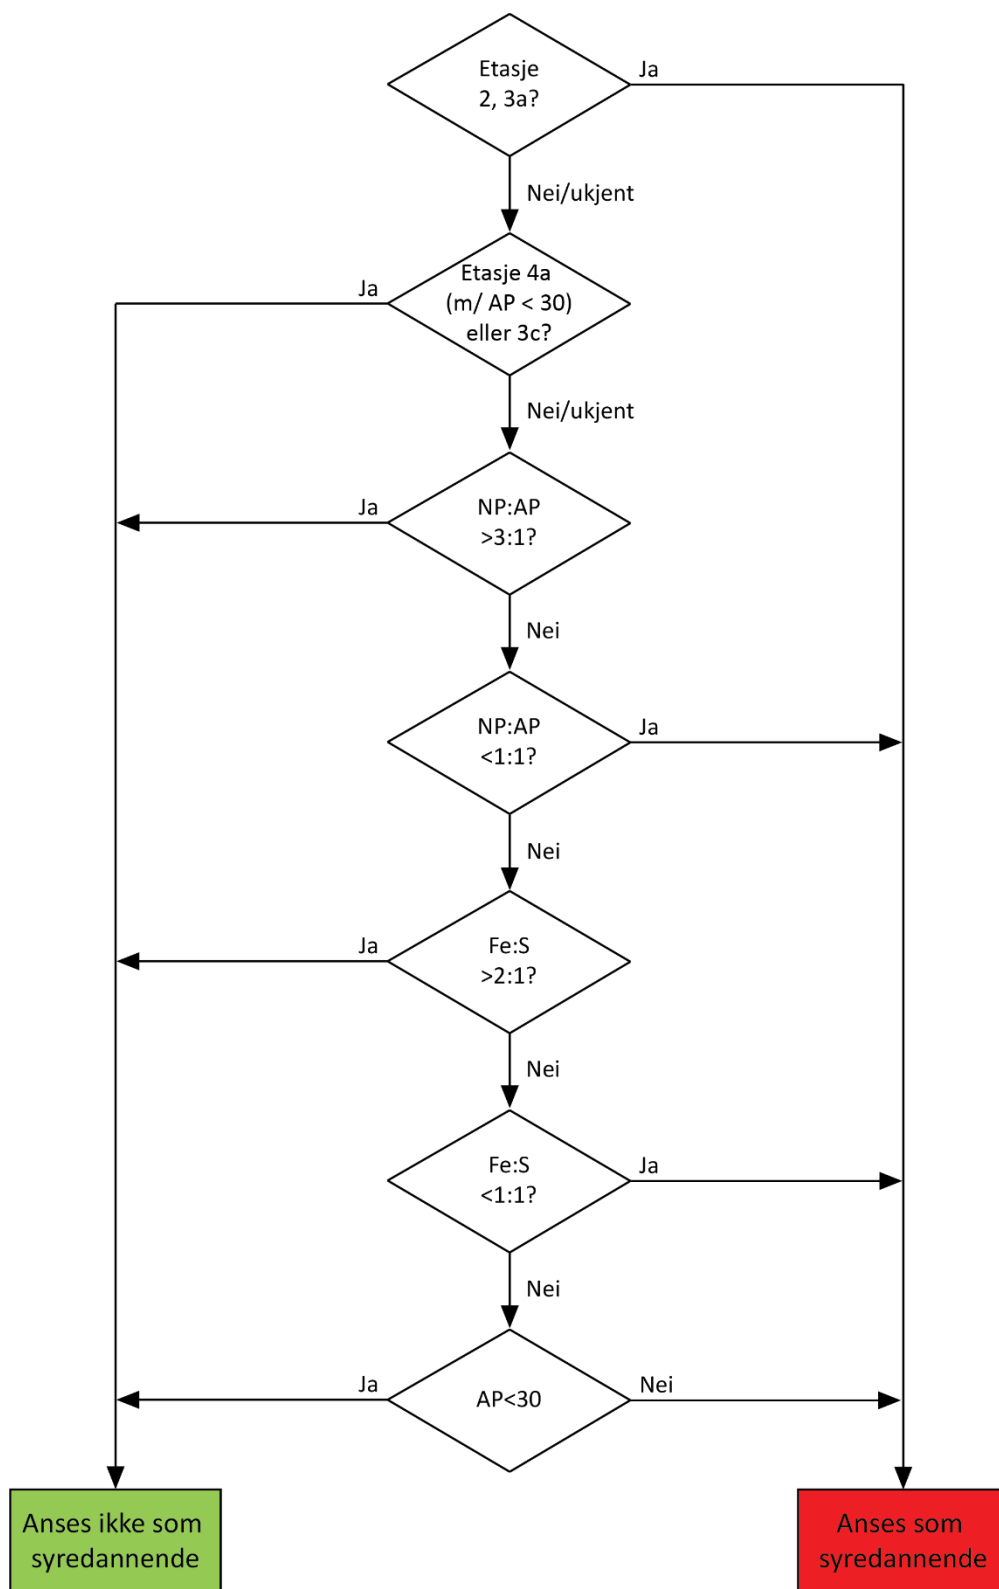 Etasje
2, 3a?
Ja
Nei/ukjent
Etasje 4a
(m/ AP < 30)
eller 3c?
Ja
Nei/ukjent
NP:AP
>3:1?
Ja
Nei
NP:AP
<1:1?
Ja
Nei
Fe:S
>2:1?
Ja
Nei
Fe:S
<1:1?
Ja
Nei
AP<30
Ja
Nei
Anses ikke som
syredannende
Anses som
syredannende